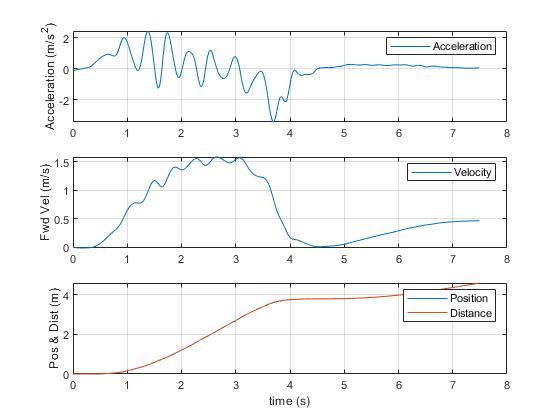 Acceleration (m/s²)
2
0
-2
Acceleration
0 1 2 3 4 5 6 7 8
Fwd Vel (m/s)
1.5
1
0.5
0
Velocity
0 1 2 3 4 5 6 7 8
Pos & Dist (m)
4
2
0
Position
Distance
0 1 2 3 4 5 6 7 8
time (s)